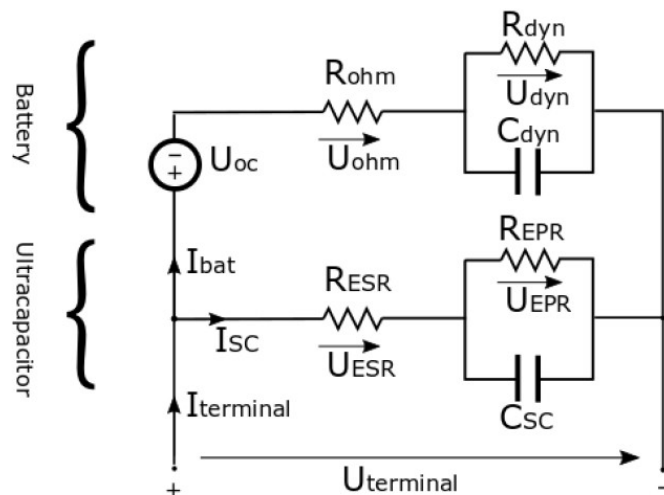 Battery
Ultracapacitor
Rdyn
Udyn
Cdyn
Rohm
Uohm
-
+
Uoc
Ibat
REPR
UEPR
RESR
ISC
UESR
CSC
Iterminal
Uterminal
+
-